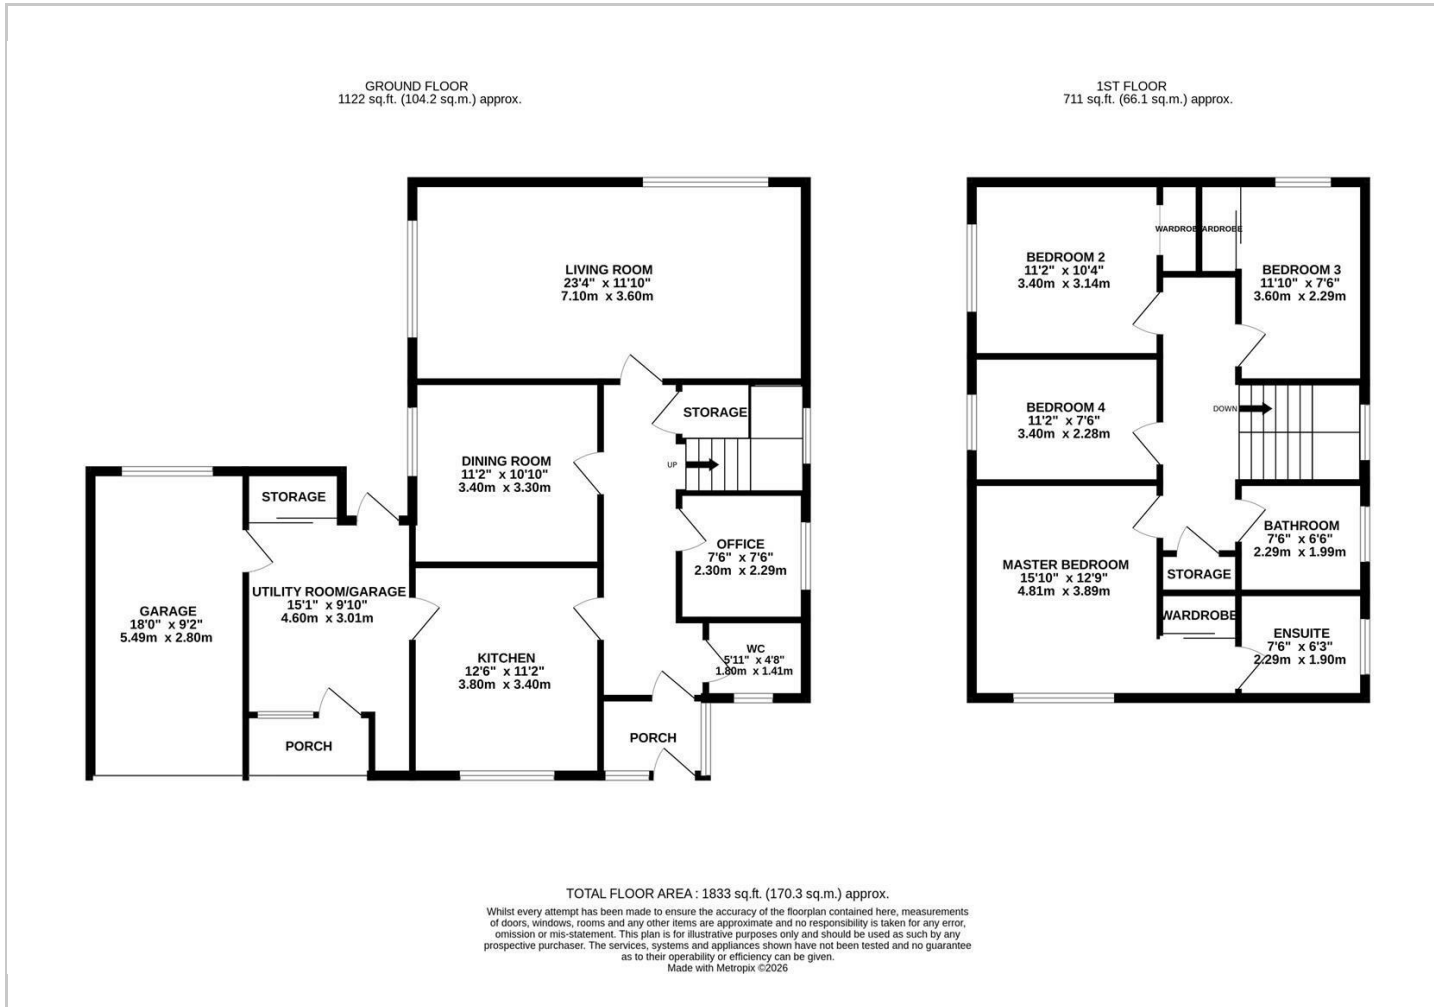 GROUND FLOOR
1122 sq.ft. (104.2 sq.m.) approx.
1ST FLOOR
711 sq.ft. (66.1 sq.m.) approx.
LIVING ROOM
23'4" x 11'10"
7.10m x 3.60m
STORAGE
UP
DINING ROOM
11'2" x 10'10"
3.40m x 3.30m
STORAGE
OFFICE
7'6" x 7'6"
2.30m x 2.29m
UTILITY ROOM/GARAGE
15'1" x 9'10"
4.60m x 3.01m
GARAGE
18'0" x 9'2"
5.49m x 2.80m
KITCHEN
12'6" x 11'2"
3.80m x 3.40m
WC
5'11" x 4'8"
1.80m x 1.41m
PORCH
PORCH
WARDROBE
WARDROBE
BEDROOM 2
11'2" x 10'4"
3.40m x 3.14m
BEDROOM 3
11'10" x 7'6"
3.60m x 2.29m
BEDROOM 4
11'2" x 7'6"
3.40m x 2.28m
DOWN
BATHROOM
7'6" x 6'6"
2.29m x 1.99m
MASTER BEDROOM
15'10" x 12'9"
4.81m x 3.89m
STORAGE
WARDROBE
ENSUITE
7'6" x 6'3"
2.29m x 1.90m
TOTAL FLOOR AREA : 1833 sq.ft. (170.3 sq.m.) approx.
Whilst every attempt has been made to ensure the accuracy of the floorplan contained here, measurements
of doors, windows, rooms and any other items are approximate and no responsibility is taken for any error,
omission or mis-statement. This plan is for illustrative purposes only and should be used as such by any
prospective purchaser. The services, systems and appliances shown have not been tested and no guarantee
as to their operability or efficiency can be given.
Made with Metropix ©2026